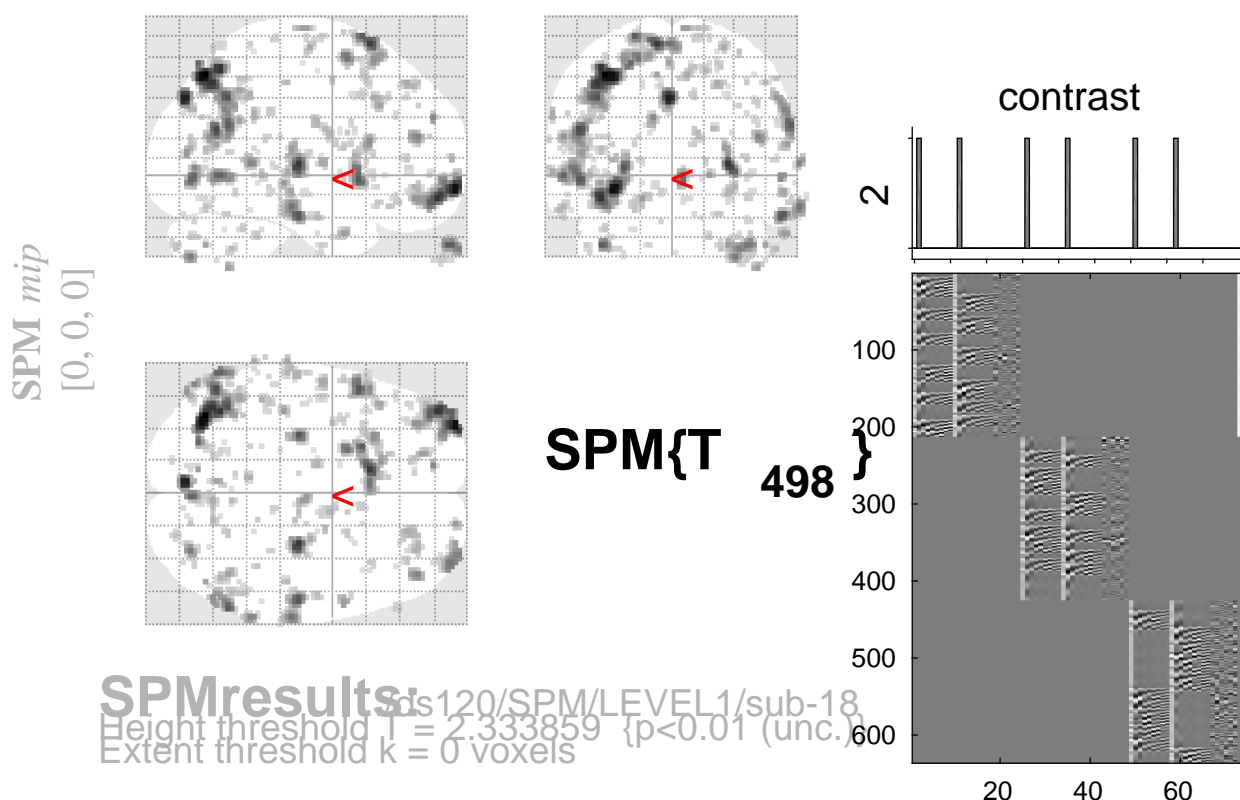 SPM mip
[0, 0, 0]
<
<
<
SPM{T 498 }
contrast
2
100
200
300
400
500
600
20 40 60
SPMresults: /ds120/SPM/LEVEL1/sub-18
Height threshold T = 2.333859 {p<0.01 (unc.)}
Extent threshold k = 0 voxels